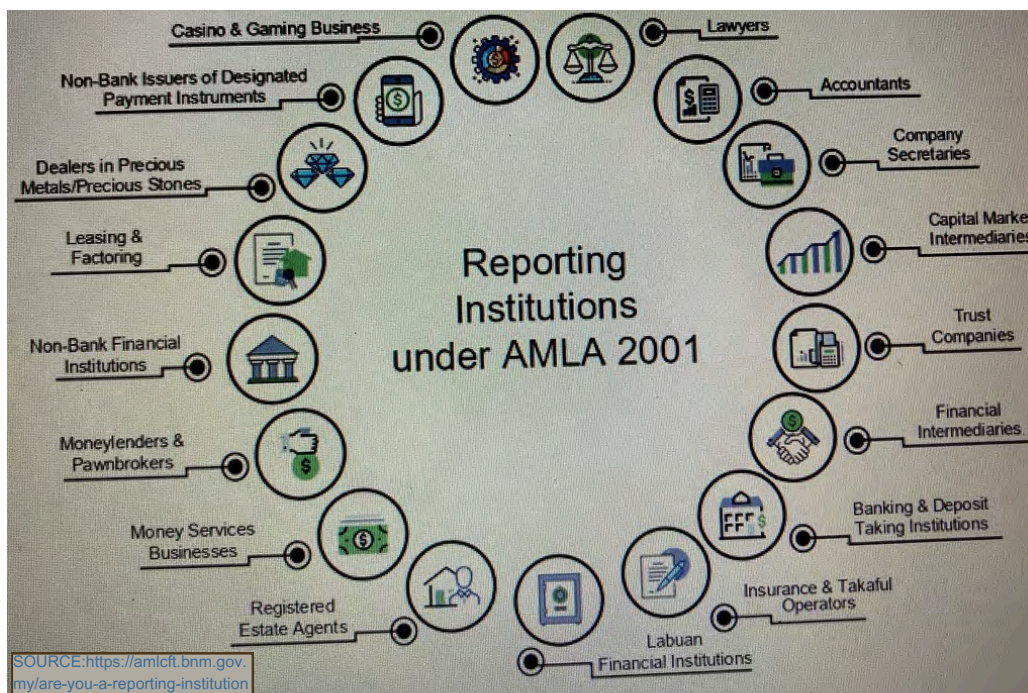 Casino & Gaming Business
Lawyers
Non-Bank Issuers of Designated
Payment Instruments
Accountants
Dealers in Precious
Metals/Precious Stones
Company
Secretaries
Leasing &
Factoring
Capital Marke
Intermediaries
Reporting
Institutions
under AMLA 2001
Non-Bank Financial
Institutions
Trust
Companies
Moneylenders &
Pawnbrokers
Financial
Intermediaries.
Money Services
Businesses
Banking & Deposit
Taking Institutions
Registered
Estate Agents
Insurance & Takaful
Operators
Labuan
Financial Institutions
SOURCE:https://amlcft.bnm.gov.
my/are-you-a-reporting-institution